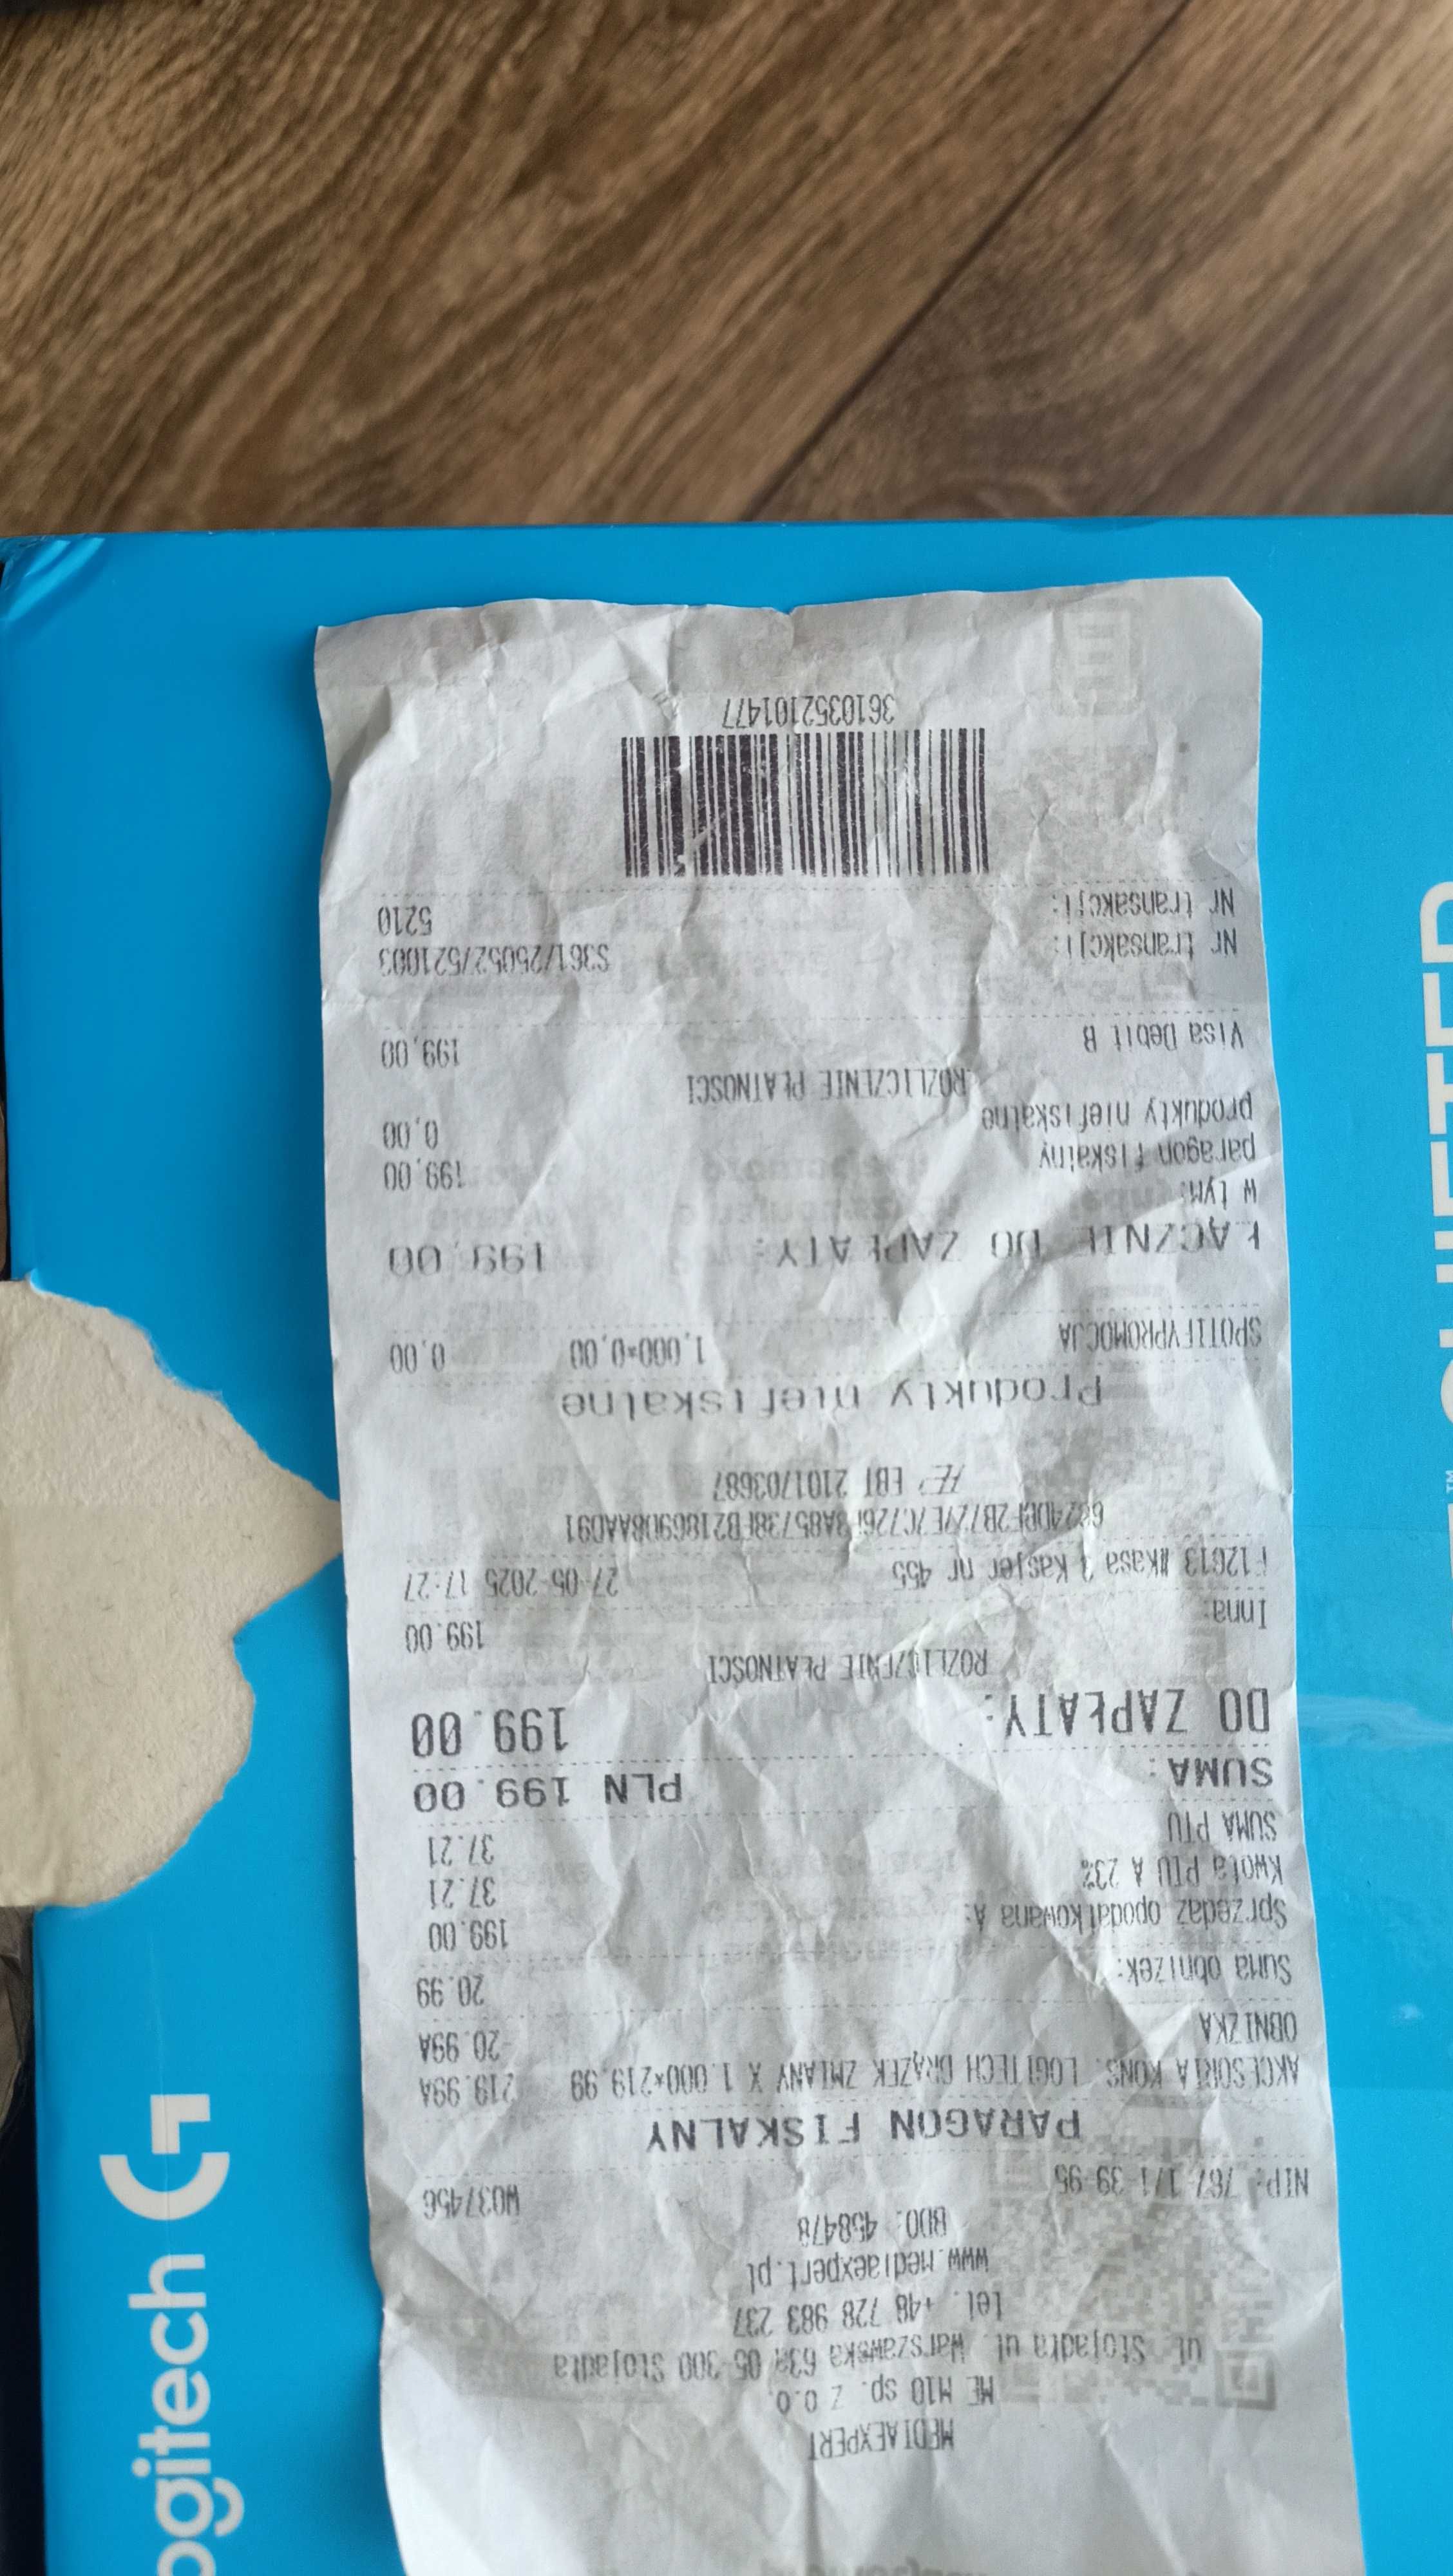 MEDIAEXPERT
ME M10 sp. z o.o.
ul. Stojadła ul. Warszawska 63a 05-300 Stojadła
tel. +48 728 983 237
www.mediaexpert.pl
BDO: 458478
NIP: 767-171-39-95 W037456
PARAGON FISKALNY
AKCESORIA KONS. LOGITECH DRĄŻEK ZMIANY X 1.000*219.99 219.99A
OBNIŻKA -20.99A
Suma obniżek: 20.99
Sprzedaż opodatkowana A: 199.00
Kwota PTU A 23% 37.21
SUMA PTU 37.21
SUMA: PLN 199.00
DO ZAPŁATY: 199.00
ROZLICZENIE PŁATNOŚCI
Inna: 199.00
F12613 #kasa 3 kasjer nr 455 27-05-2025 17:27
EBT 2101703687
Produkty niefiskalne
SPOTIFYPROMOCJA 1,000*0,00 0,00
ŁĄCZNIE DO ZAPŁATY: 199,00
w tym:
paragon fiskalny 199,00
produkty niefiskalne 0,00
ROZLICZENIE PŁATNOŚCI
Visa Debit B 199,00
Nr transakcji: S361/250527/521003
Nr transakcji: 5210
3610352101477
logitech G
SHIFTER